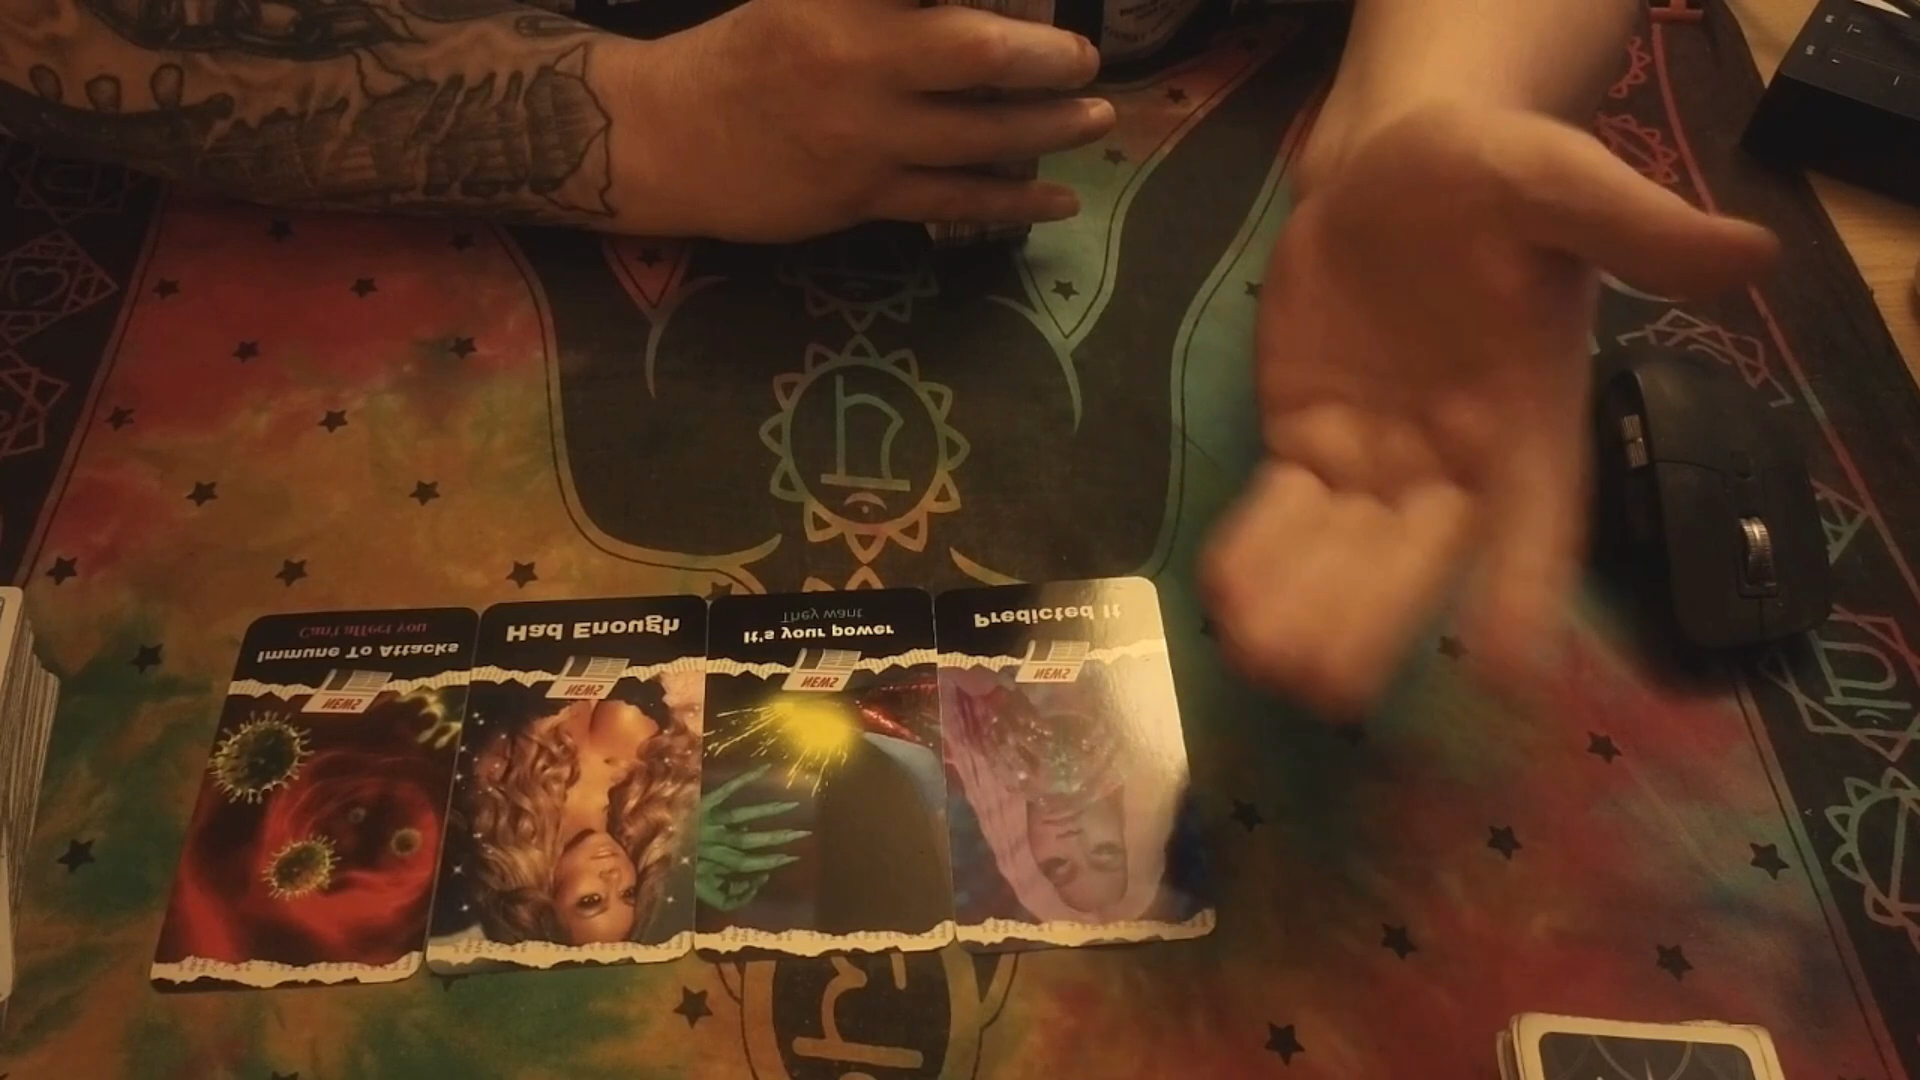 Can't affect you
Immune To Attacks
NEWS
Had Enough
NEWS
They want
It's your power
NEWS
Predicted It
NEWS